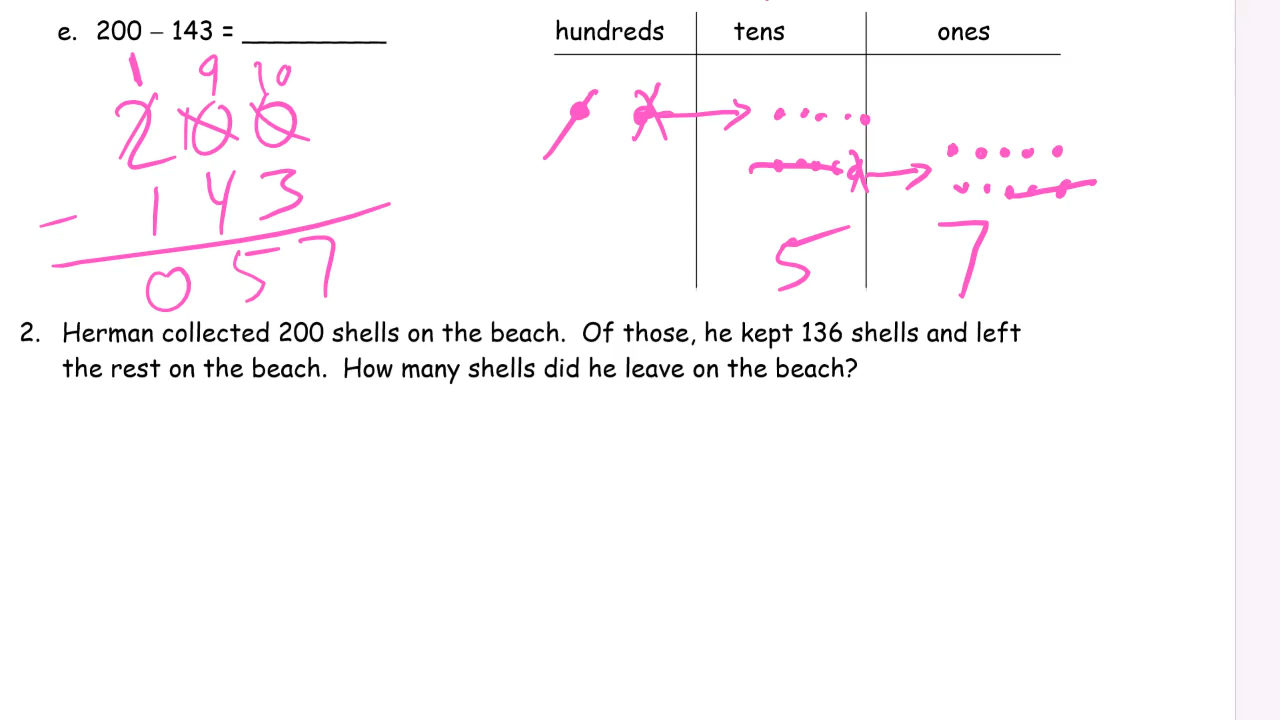 e. 200 – 143 = __________
hundreds tens ones
1 9 10
200
– 143
057
5 7
2. Herman collected 200 shells on the beach. Of those, he kept 136 shells and left
the rest on the beach. How many shells did he leave on the beach?